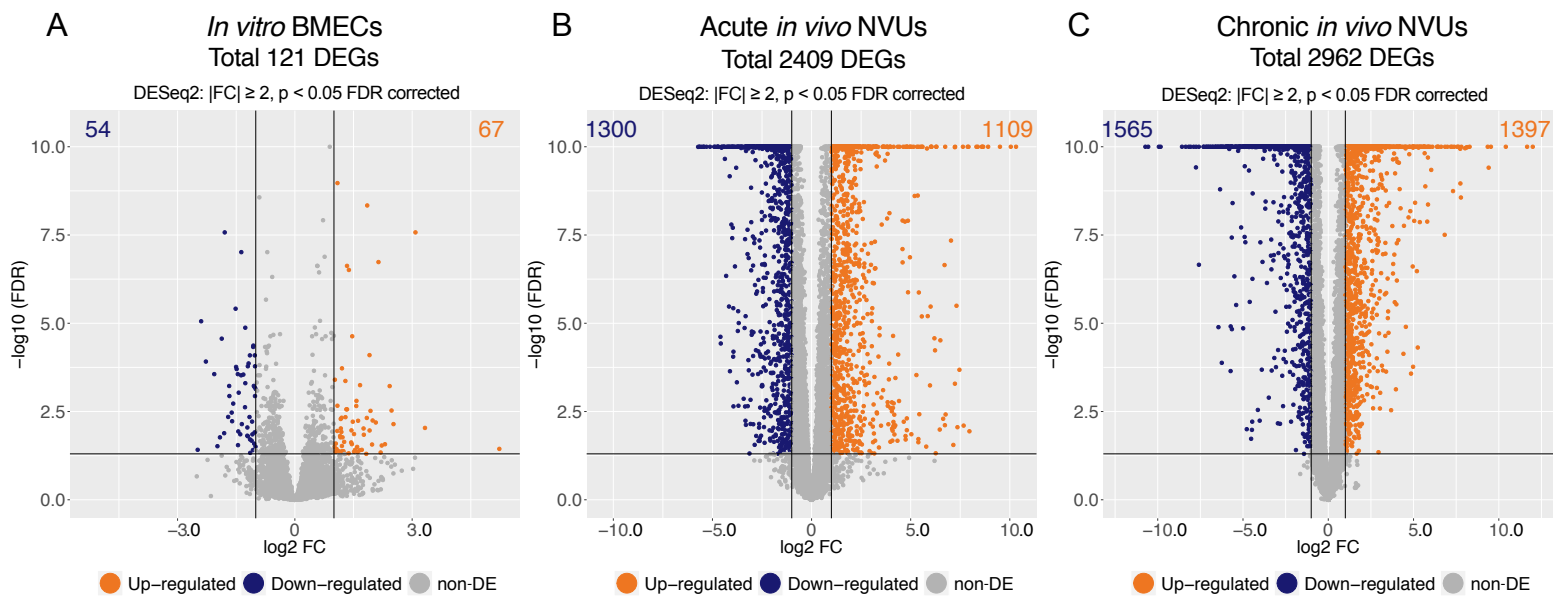 A
In vitro BMECs
Total 121 DEGs
DESeq2: |FC| ≥ 2, p < 0.05 FDR corrected
54
67
10.0
7.5
5.0
2.5
0.0
−log10 (FDR)
−3.0
0.0
3.0
log2 FC
Up−regulated
Down−regulated
non−DE
B
Acute in vivo NVUs
Total 2409 DEGs
DESeq2: |FC| ≥ 2, p < 0.05 FDR corrected
1300
1109
10.0
7.5
5.0
2.5
0.0
−log10 (FDR)
−10.0
−5.0
0
5.0
10.0
log2 FC
Up−regulated
Down−regulated
non−DE
C
Chronic in vivo NVUs
Total 2962 DEGs
DESeq2: |FC| ≥ 2, p < 0.05 FDR corrected
1565
1397
10.0
7.5
5.0
2.5
0.0
−log10 (FDR)
−10.0
−5.0
0
5.0
10.0
log2 FC
Up−regulated
Down−regulated
non−DE